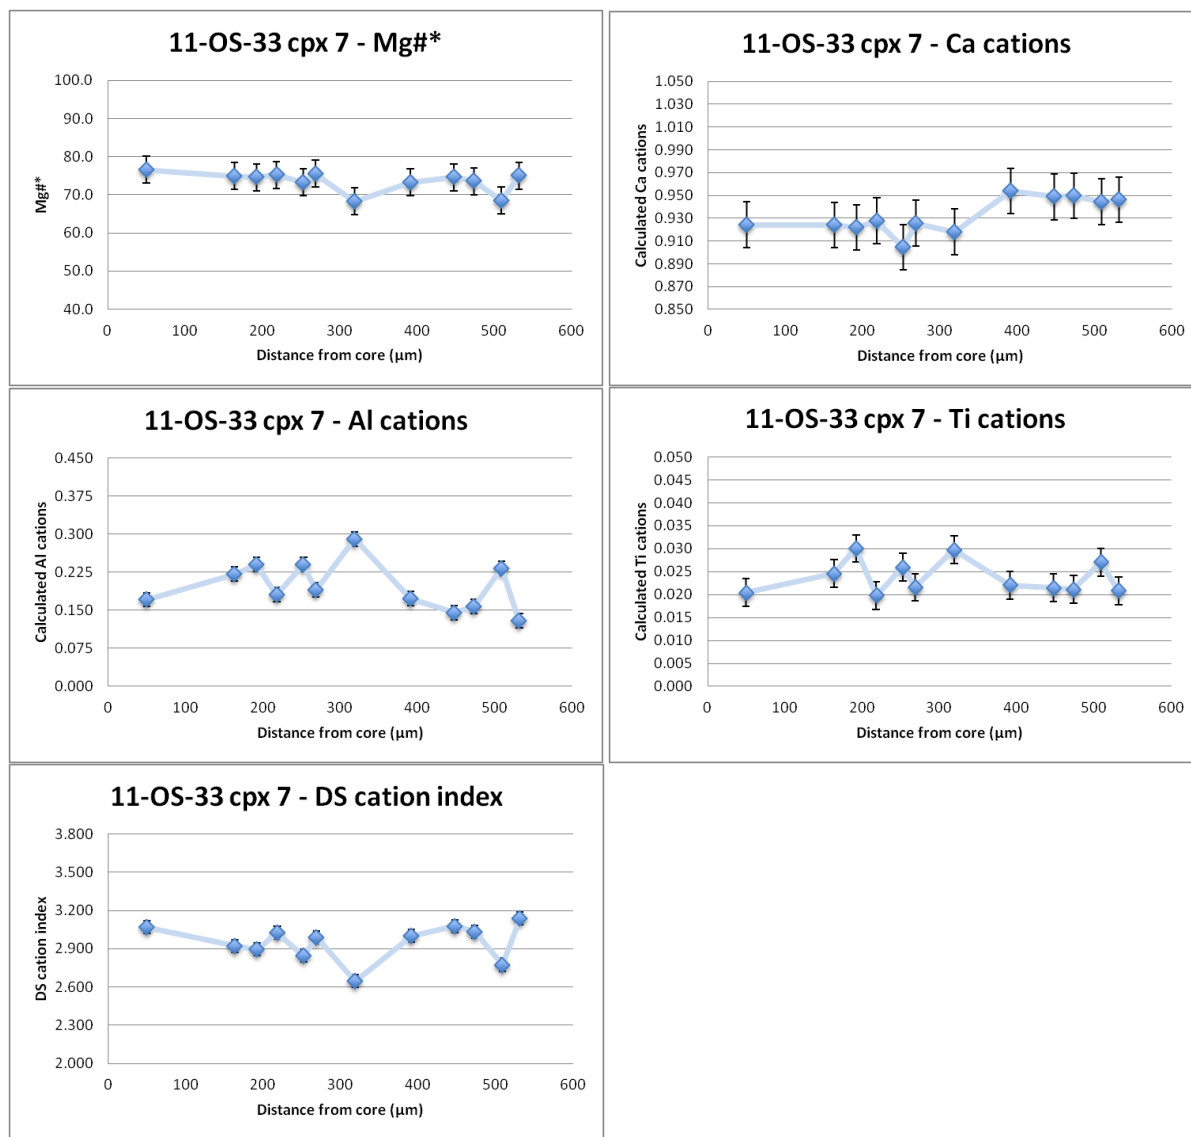 11-OS-33 cpx 7 - Mg#*
100.0
90.0
80.0
70.0
60.0
50.0
40.0
Mg#*
0 100 200 300 400 500 600
Distance from core (µm)
11-OS-33 cpx 7 - Ca cations
1.050
1.030
1.010
0.990
0.970
0.950
0.930
0.910
0.890
0.870
0.850
Calculated Ca cations
0 100 200 300 400 500 600
Distance from core (µm)
11-OS-33 cpx 7 - Al cations
0.450
0.375
0.300
0.225
0.150
0.075
0.000
Calculated Al cations
0 100 200 300 400 500 600
Distance from core (µm)
11-OS-33 cpx 7 - Ti cations
0.050
0.045
0.040
0.035
0.030
0.025
0.020
0.015
0.010
0.005
0.000
Calculated Ti cations
0 100 200 300 400 500 600
Distance from core (µm)
11-OS-33 cpx 7 - DS cation index
3.800
3.500
3.200
2.900
2.600
2.300
2.000
DS cation index
0 100 200 300 400 500 600
Distance from core (µm)